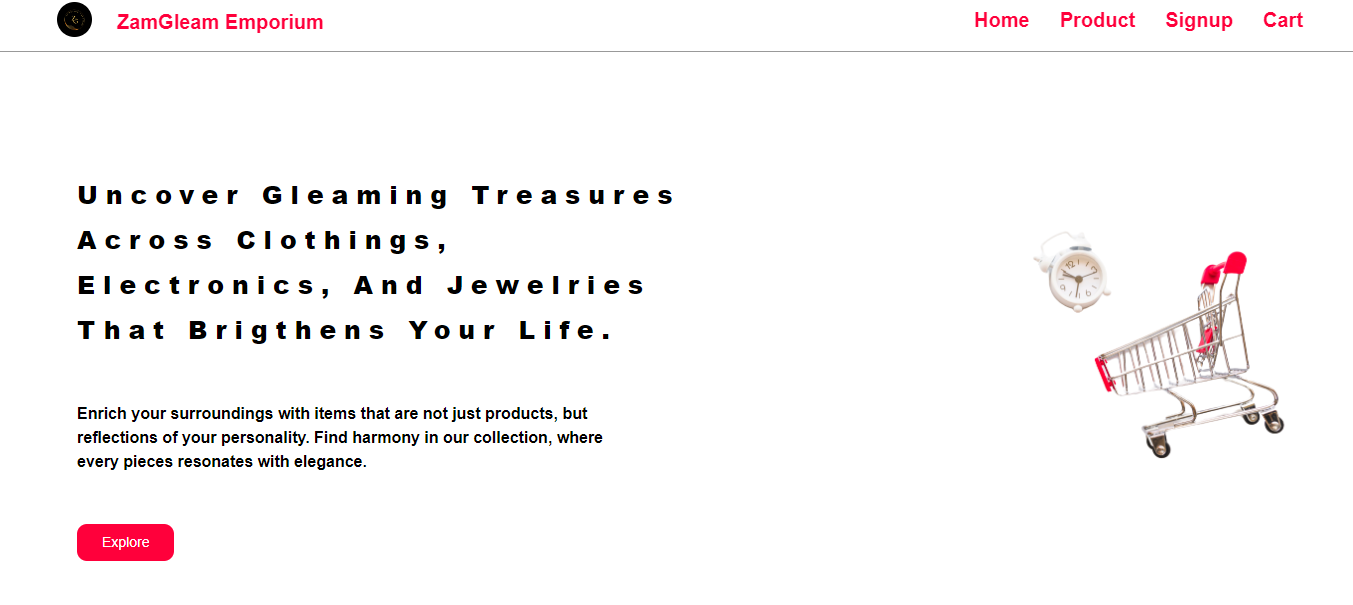 ZamGleam Emporium
Home Product Signup Cart
Uncover Gleaming Treasures
Across Clothings,
Electronics, And Jewelries
That Brigthens Your Life.
Enrich your surroundings with items that are not just products, but
reflections of your personality. Find harmony in our collection, where
every pieces resonates with elegance.
Explore